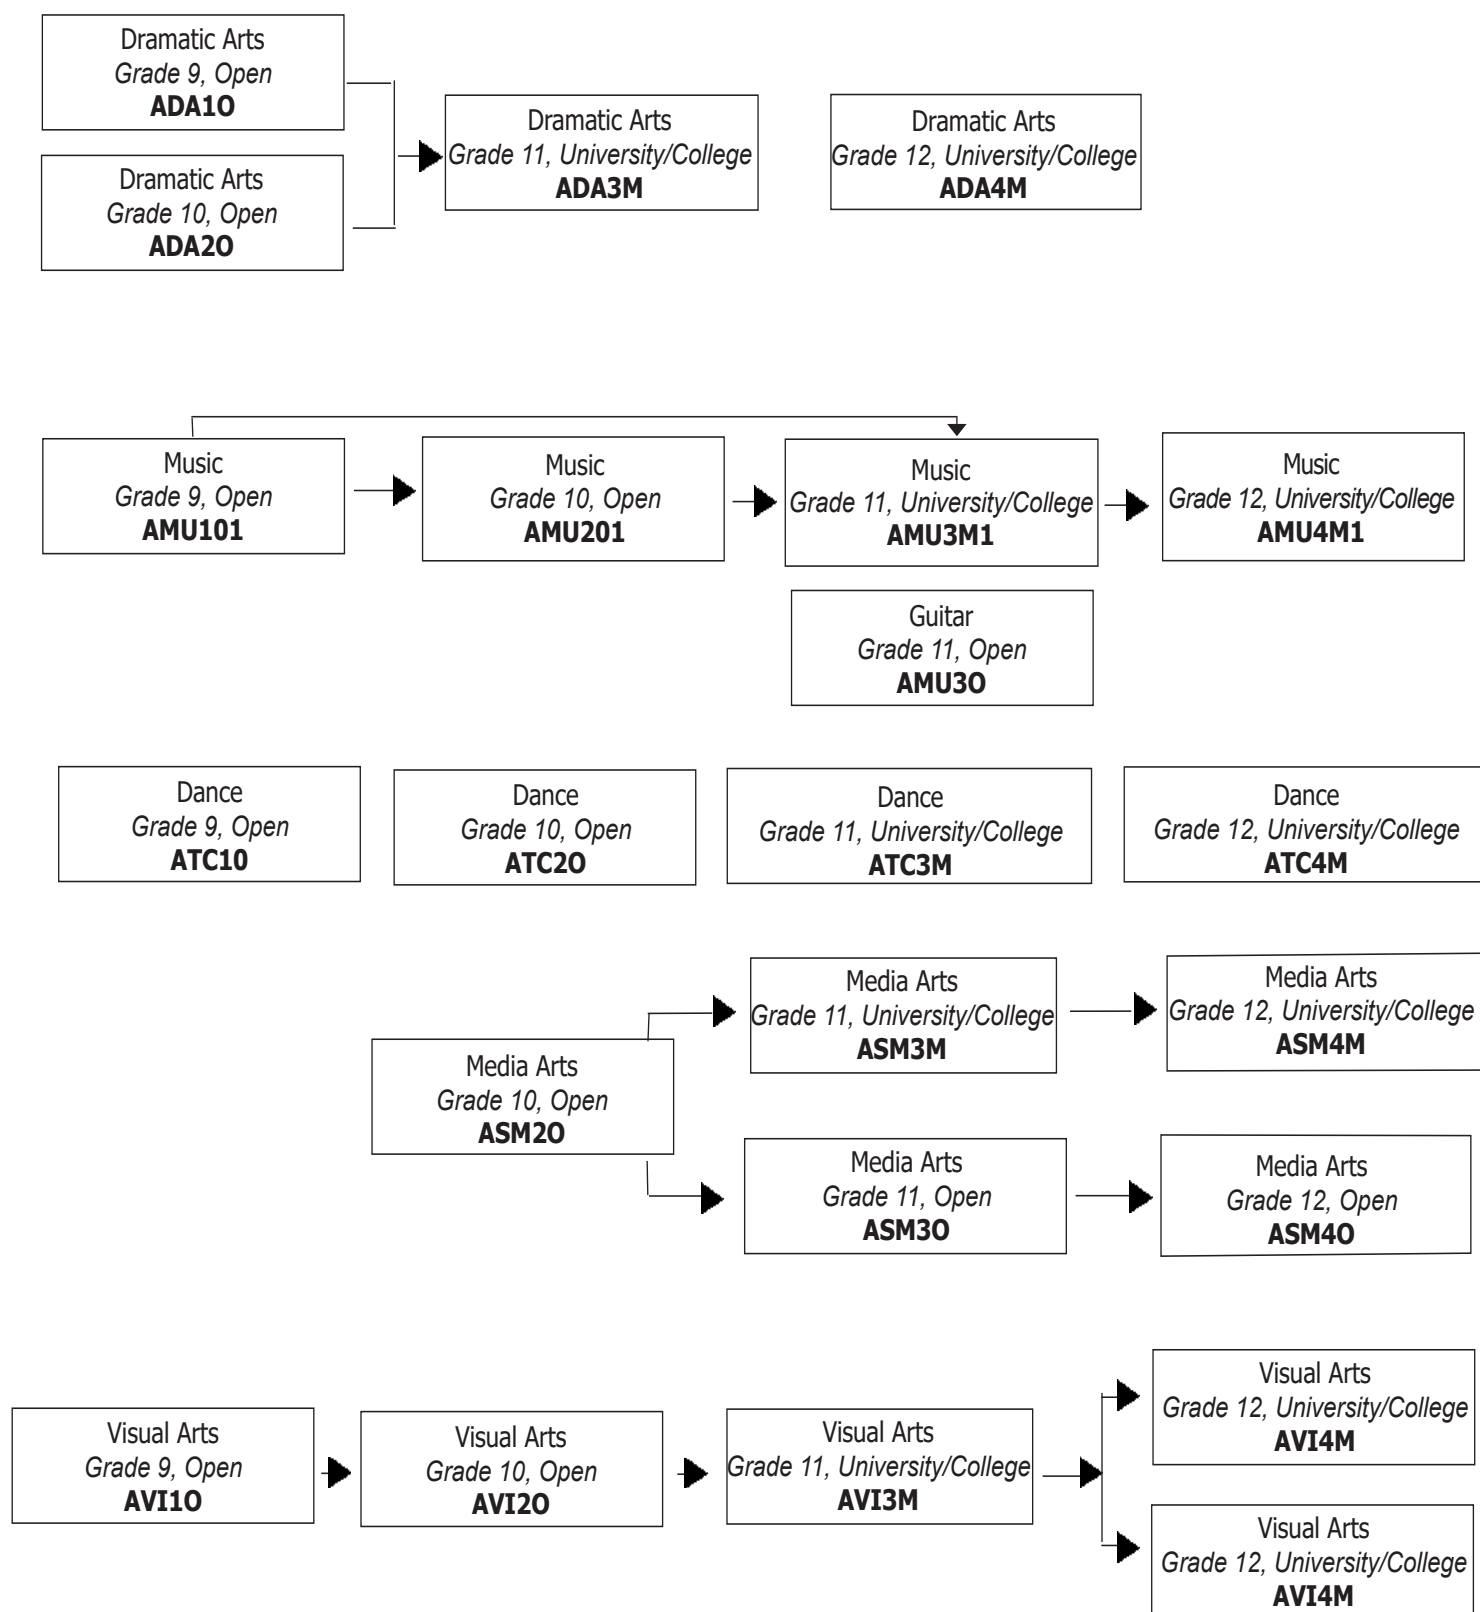 Dramatic Arts
Grade 9, Open
ADA1O
Dramatic Arts
Grade 10, Open
ADA2O
Dramatic Arts
Grade 11, University/College
ADA3M
Dramatic Arts
Grade 12, University/College
ADA4M
Music
Grade 9, Open
AMU101
Music
Grade 10, Open
AMU201
Music
Grade 11, University/College
AMU3M1
Music
Grade 12, University/College
AMU4M1
Guitar
Grade 11, Open
AMU3O
Dance
Grade 9, Open
ATC10
Dance
Grade 10, Open
ATC2O
Dance
Grade 11, University/College
ATC3M
Dance
Grade 12, University/College
ATC4M
Media Arts
Grade 10, Open
ASM2O
Media Arts
Grade 11, University/College
ASM3M
Media Arts
Grade 12, University/College
ASM4M
Media Arts
Grade 11, Open
ASM3O
Media Arts
Grade 12, Open
ASM4O
Visual Arts
Grade 9, Open
AVI1O
Visual Arts
Grade 10, Open
AVI2O
Visual Arts
Grade 11, University/College
AVI3M
Visual Arts
Grade 12, University/College
AVI4M
Visual Arts
Grade 12, University/College
AVI4M